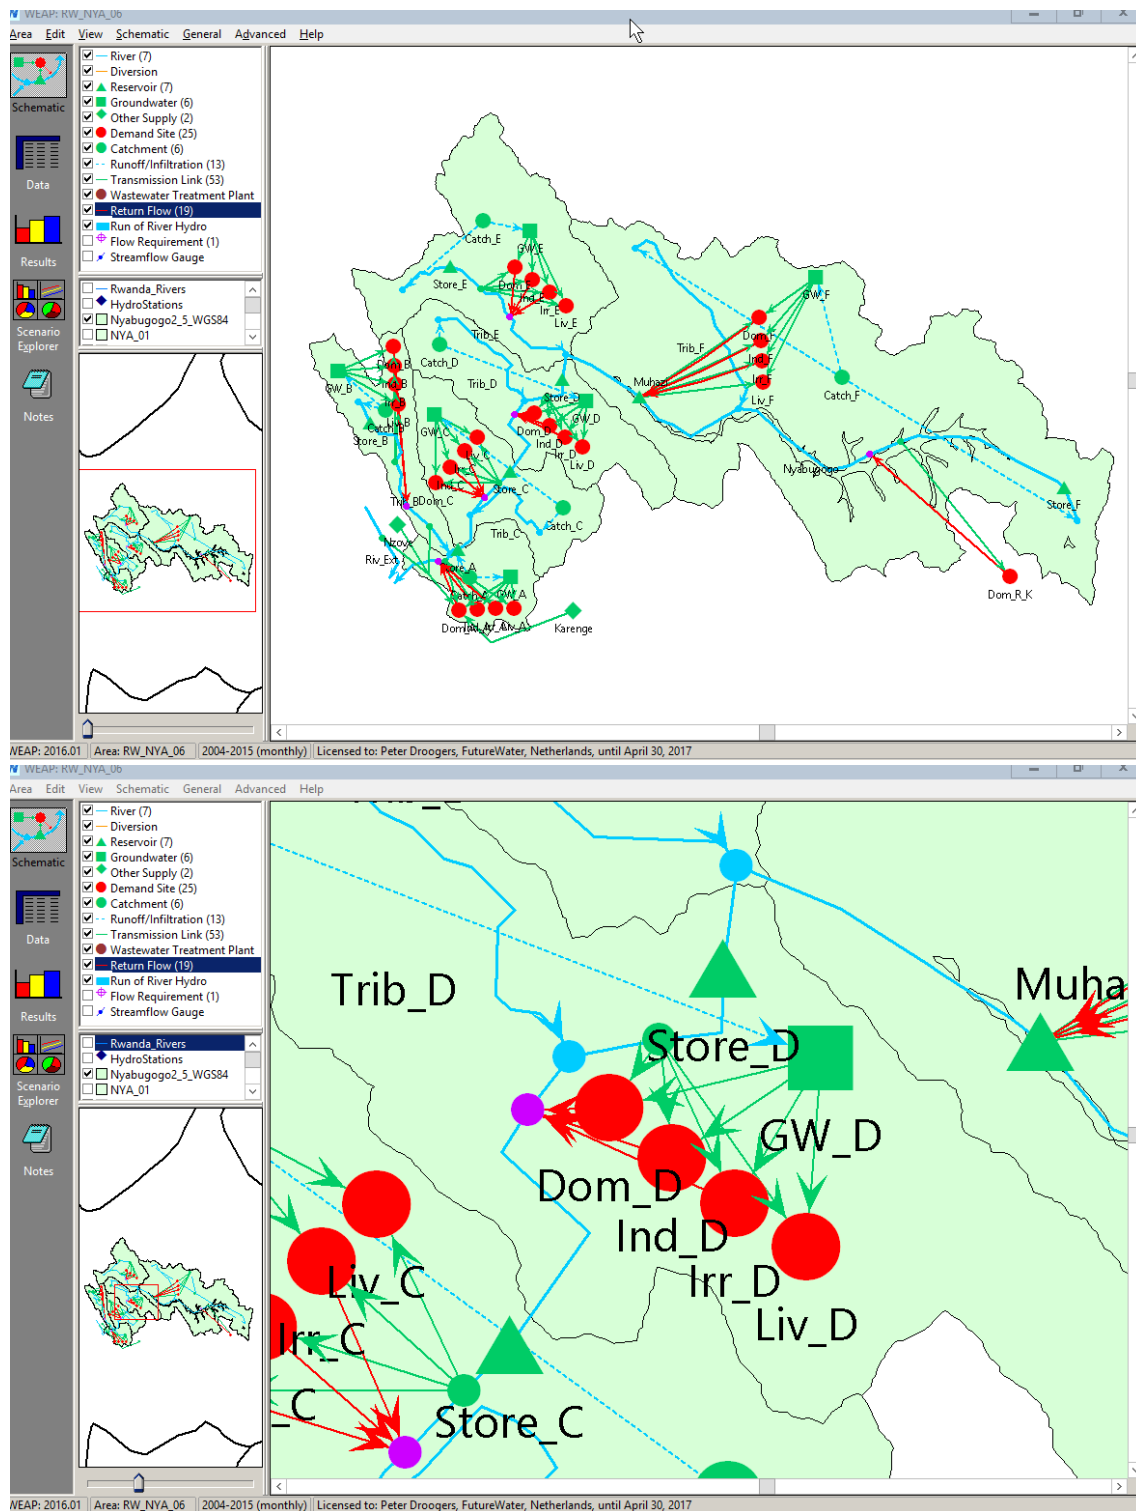 WEAP: RW_NYA_06
Area Edit View Schematic General Advanced Help
River (7)
Diversion
Reservoir (7)
Groundwater (6)
Other Supply (2)
Demand Site (25)
Catchment (6)
Runoff/Infiltration (13)
Transmission Link (53)
Wastewater Treatment Plant
Return Flow (19)
Run of River Hydro
Flow Requirement (1)
Streamflow Gauge
Schematic
Data
Results
Scenario
Explorer
Notes
Rwanda_Rivers
HydroStations
Nyabugogo2_5_WGS84
NYA_01
Catch_E
GW_E
Store_E
Dom_E
Ind_E
Irr_E
Liv_E
Trib_E
Catch_D
Trib_D
Store_D
GW_D
Dom_D
Ind_D
Irr_D
Liv_D
GW_B
Dom_B
Ind_B
Irr_B
Liv_B
Catch_B
Store_B
Trib_B
GW_C
Liv_C
Irr_C
Ind_C
Dom_C
Store_C
Trib_C
Catch_C
Muhazi
Trib_F
GW_F
Dom_F
Ind_F
Irr_F
Liv_F
Catch_F
Nyabugogo
Store_F
Dom_R_K
Nzove
Riv_Ext
Store_A
Catch_A
GW_A
Dom_A
Ind_A
Irr_A
Liv_A
Karenge
WEAP: 2016.01 Area: RW_NYA_06 2004-2015 (monthly) Licensed to: Peter Droogers, FutureWater, Netherlands, until April 30, 2017
WEAP: RW_NYA_06
Area Edit View Schematic General Advanced Help
River (7)
Diversion
Reservoir (7)
Groundwater (6)
Other Supply (2)
Demand Site (25)
Catchment (6)
Runoff/Infiltration (13)
Transmission Link (53)
Wastewater Treatment Plant
Return Flow (19)
Run of River Hydro
Flow Requirement (1)
Streamflow Gauge
Schematic
Data
Results
Scenario
Explorer
Notes
Rwanda_Rivers
HydroStations
Nyabugogo2_5_WGS84
NYA_01
Trib_D
Muha
Store_D
GW_D
Dom_D
Ind_D
Irr_D
Liv_D
Liv_C
Irr_C
_C
Store_C
WEAP: 2016.01 Area: RW_NYA_06 2004-2015 (monthly) Licensed to: Peter Droogers, FutureWater, Netherlands, until April 30, 2017